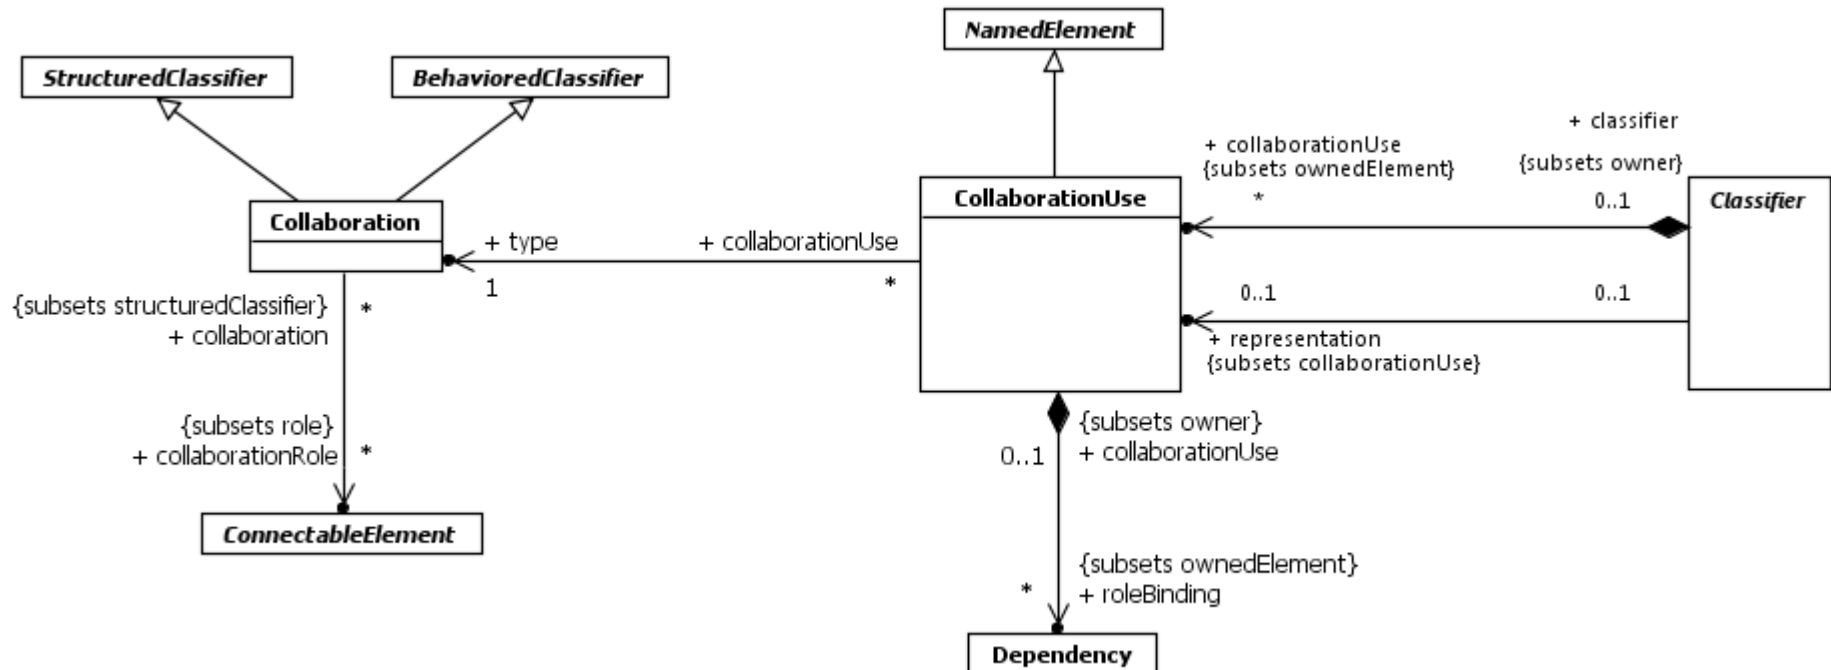 NamedElement
StructuredClassifier
BehavioredClassifier
+ classifier
+ collaborationUse
{subsets ownedElement}
{subsets owner}
CollaborationUse
Classifier
*
0..1
Collaboration
+ type
+ collaborationUse
1
*
{subsets structuredClassifier}
*
+ collaboration
0..1
0..1
+ representation
{subsets collaborationUse}
{subsets role}
+ collaborationRole
*
{subsets owner}
0..1
+ collaborationUse
ConnectableElement
{subsets ownedElement}
*
+ roleBinding
Dependency